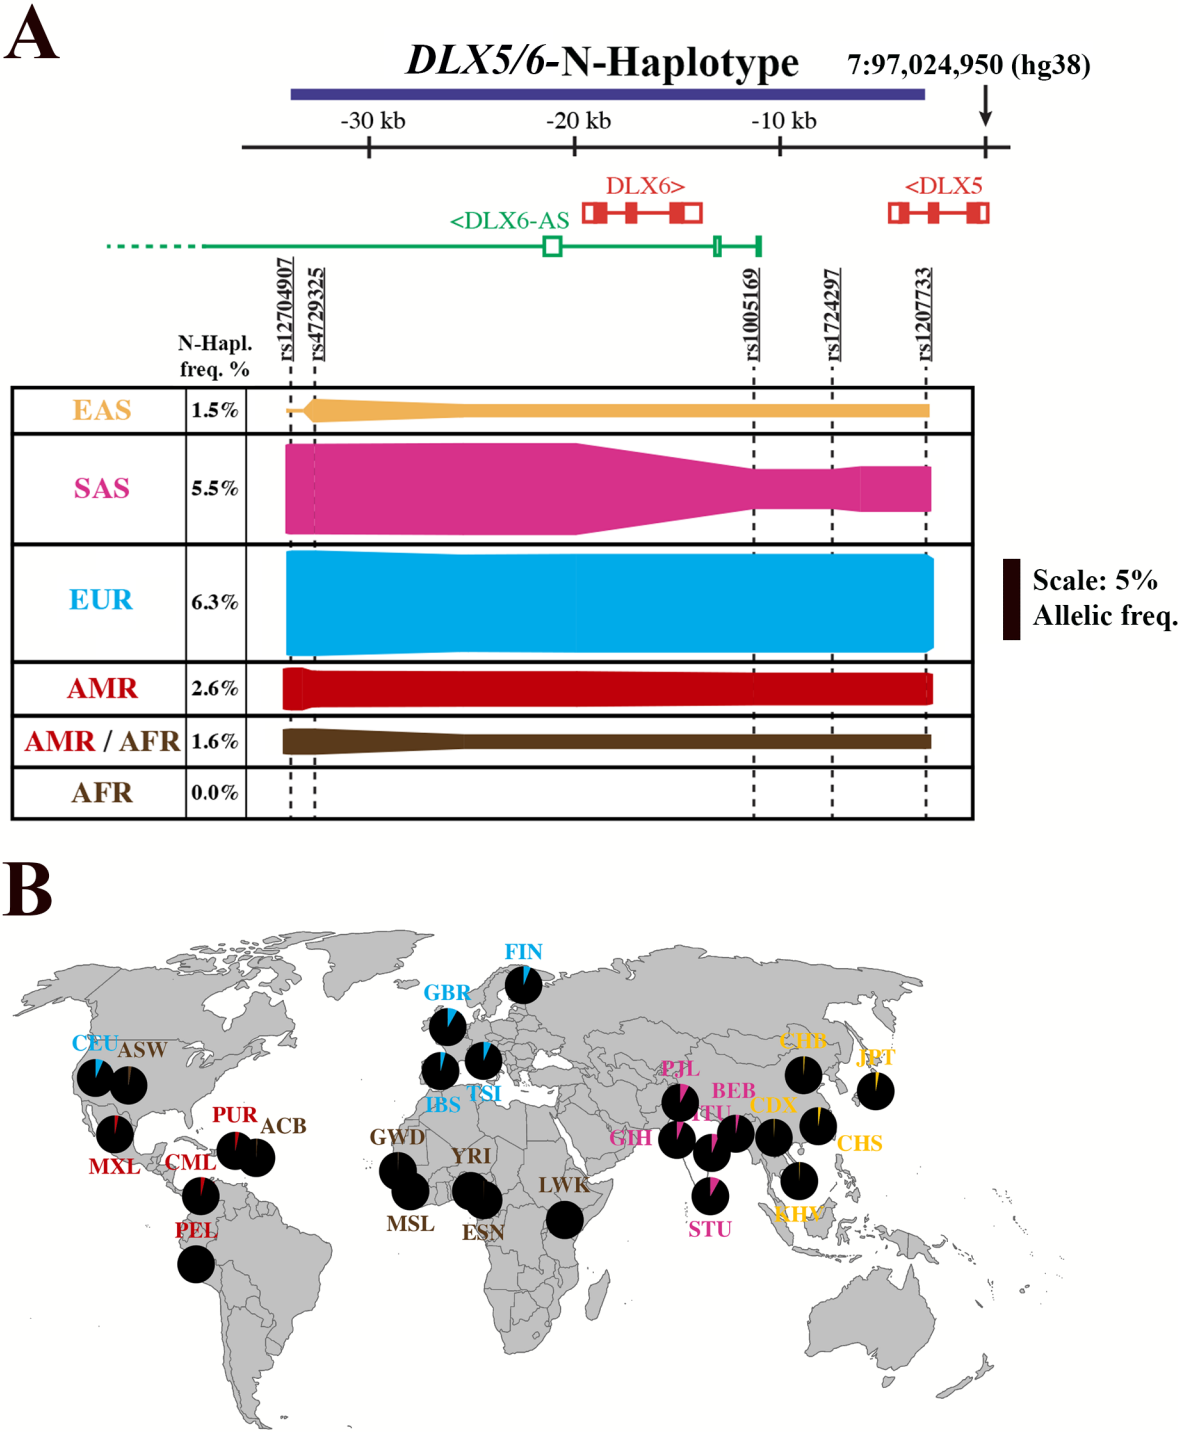 A
DLX5/6-N-Haplotype
7:97,024,950 (hg38)
-30 kb
-20 kb
-10 kb
DLX6>
<DLX5
<DLX6-AS
rs12704907
rs4729325
rs1005169
rs1724297
rs1207733
N-Hapl.
freq. %
EAS
1.5%
SAS
5.5%
EUR
6.3%
AMR
2.6%
AMR / AFR
1.6%
AFR
0.0%
Scale: 5%
Allelic freq.
B
FIN
GBR
CEU
ASW
TSI
IBS
CHB
JPT
PJL
BEB
ITU
CDX
GIH
CHS
PUR
ACB
MXL
CML
GWD
YRI
LWK
KHV
STU
MSL
ESN
PEL